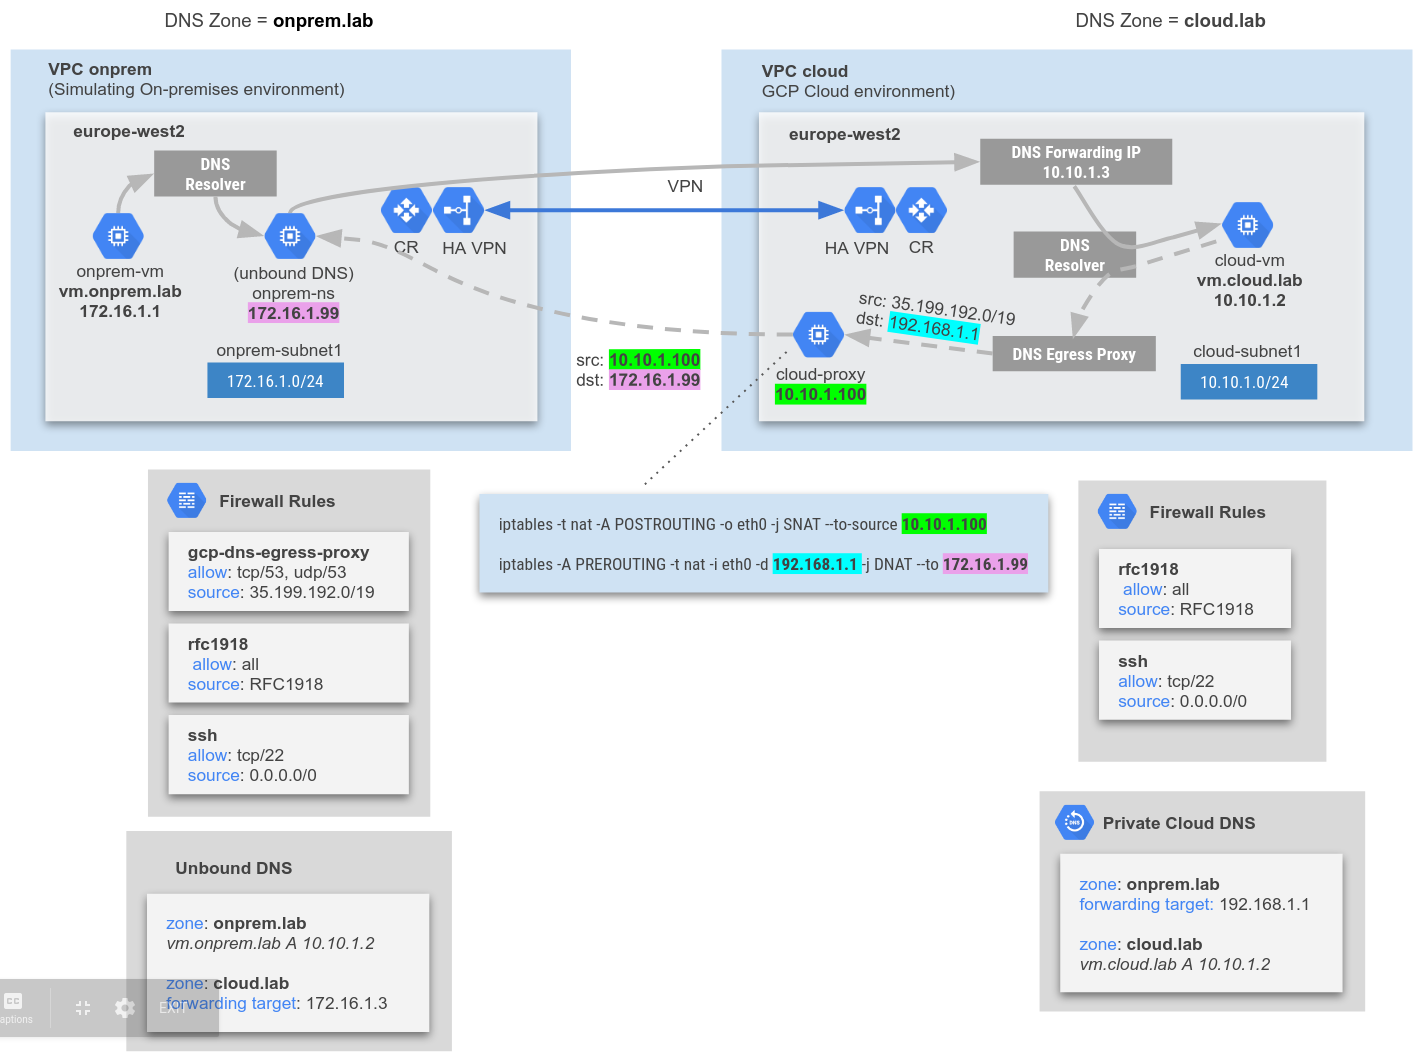 DNS Zone = onprem.lab
DNS Zone = cloud.lab
VPC onprem
(Simulating On-premises environment)
europe-west2
DNS
Resolver
onprem-vm
vm.onprem.lab
172.16.1.1
(unbound DNS)
onprem-ns
172.16.1.99
CR
HA VPN
onprem-subnet1
172.16.1.0/24
VPN
src: 10.10.1.100
dst: 172.16.1.99
VPC cloud
GCP Cloud environment)
europe-west2
DNS Forwarding IP
10.10.1.3
HA VPN
CR
DNS
Resolver
cloud-vm
vm.cloud.lab
10.10.1.2
src: 35.199.192.0/19
dst: 192.168.1.1
DNS Egress Proxy
cloud-proxy
10.10.1.100
cloud-subnet1
10.10.1.0/24
iptables -t nat -A POSTROUTING -o eth0 -j SNAT --to-source 10.10.1.100
iptables -A PREROUTING -t nat -i eth0 -d 192.168.1.1 -j DNAT --to 172.16.1.99
Firewall Rules
gcp-dns-egress-proxy
allow: tcp/53, udp/53
source: 35.199.192.0/19
rfc1918
allow: all
source: RFC1918
ssh
allow: tcp/22
source: 0.0.0.0/0
Unbound DNS
zone: onprem.lab
vm.onprem.lab A 10.10.1.2
zone: cloud.lab
forwarding target: 172.16.1.3
CC
aptions
EXIT
Firewall Rules
rfc1918
allow: all
source: RFC1918
ssh
allow: tcp/22
source: 0.0.0.0/0
DNS
Private Cloud DNS
zone: onprem.lab
forwarding target: 192.168.1.1
zone: cloud.lab
vm.cloud.lab A 10.10.1.2